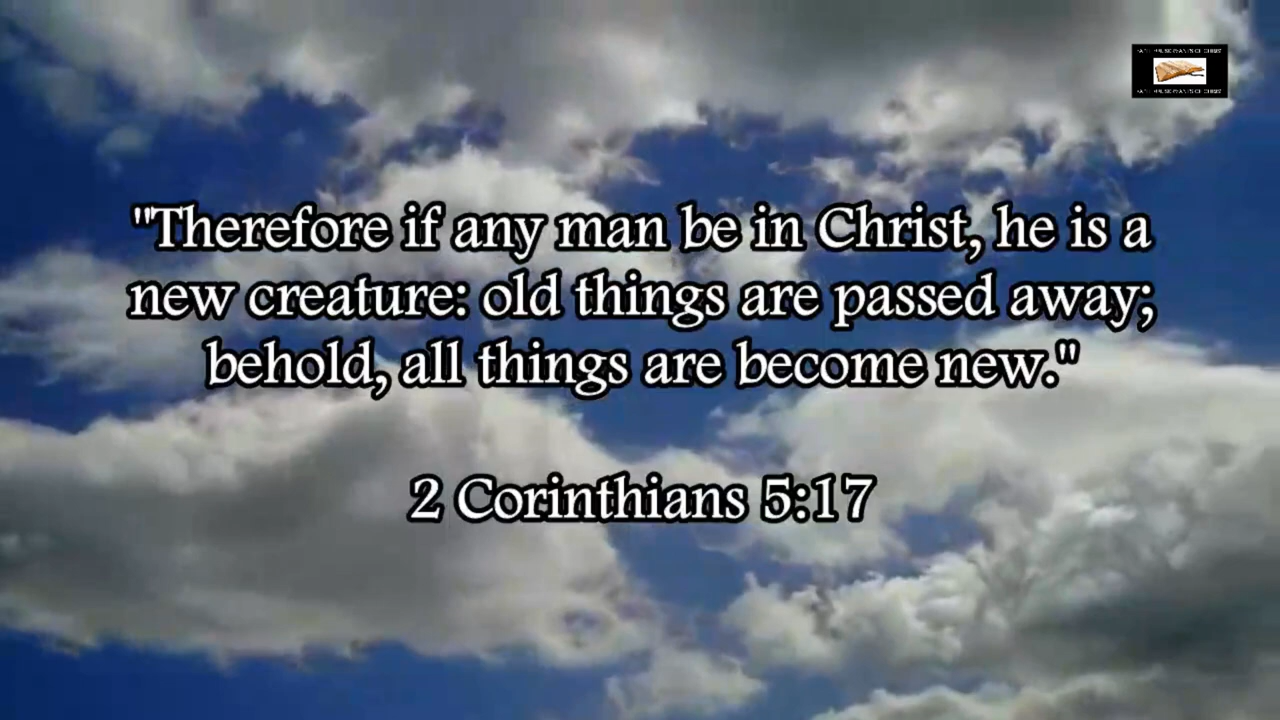 "Therefore if any man be in Christ, he is a
new creature: old things are passed away;
behold, all things are become new."
2 Corinthians 5:17